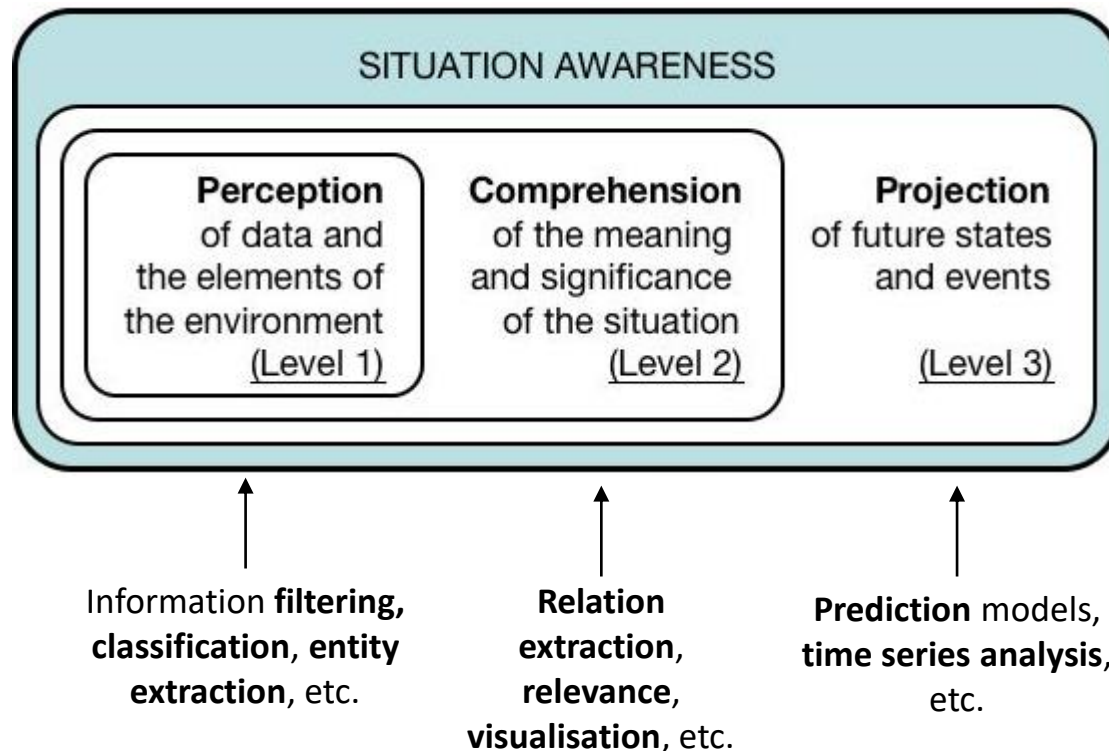 SITUATION AWARENESS
Perception
of data and
the elements of
the environment
(Level 1)
Comprehension
of the meaning
and significance
of the situation
(Level 2)
Projection
of future states
and events
(Level 3)
Information filtering,
classification, entity
extraction, etc.
Relation
extraction,
relevance,
visualisation, etc.
Prediction models,
time series analysis,
etc.